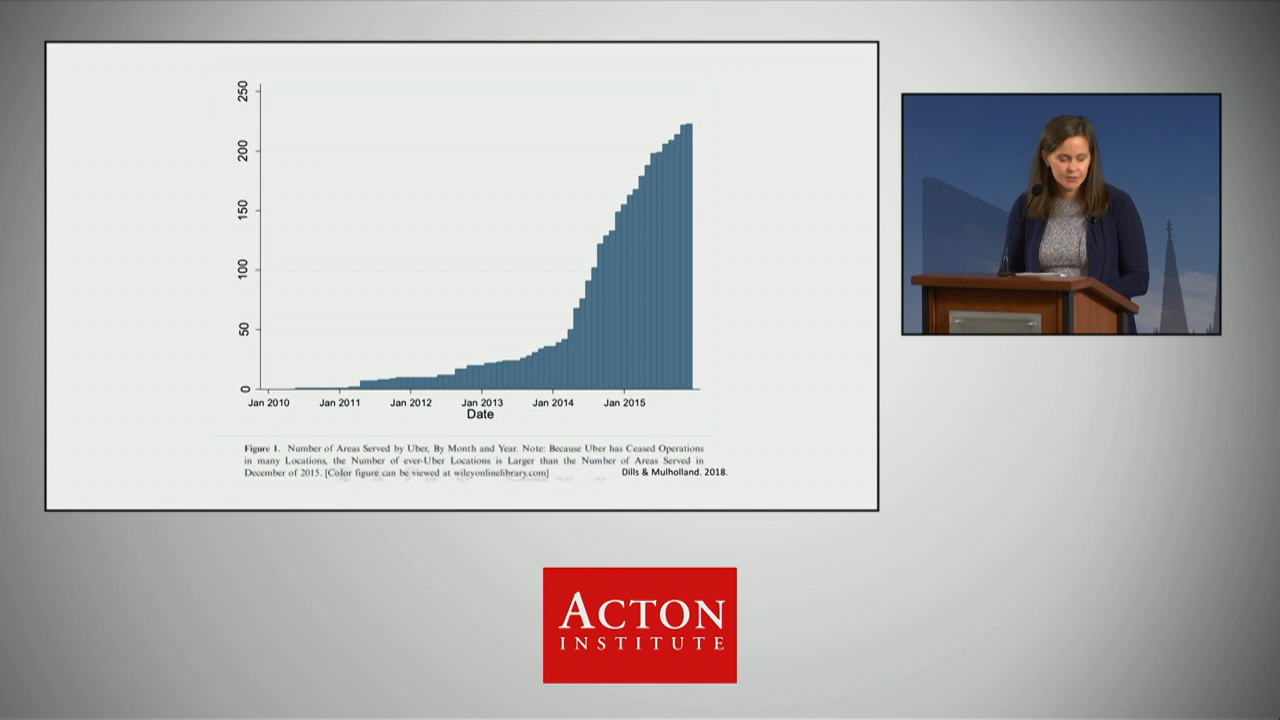 250
200
150
100
50
0
Jan 2010 Jan 2011 Jan 2012 Jan 2013 Jan 2014 Jan 2015
Date
Figure 1. Number of Areas Served by Uber, By Month and Year. Note: Because Uber has Ceased Operations
in many Locations, the Number of ever-Uber Locations is Larger than the Number of Areas Served in
December of 2015. [Color figure can be viewed at wileyonlinelibrary.com]
Dills & Mulholland. 2018.
ACTON
INSTITUTE